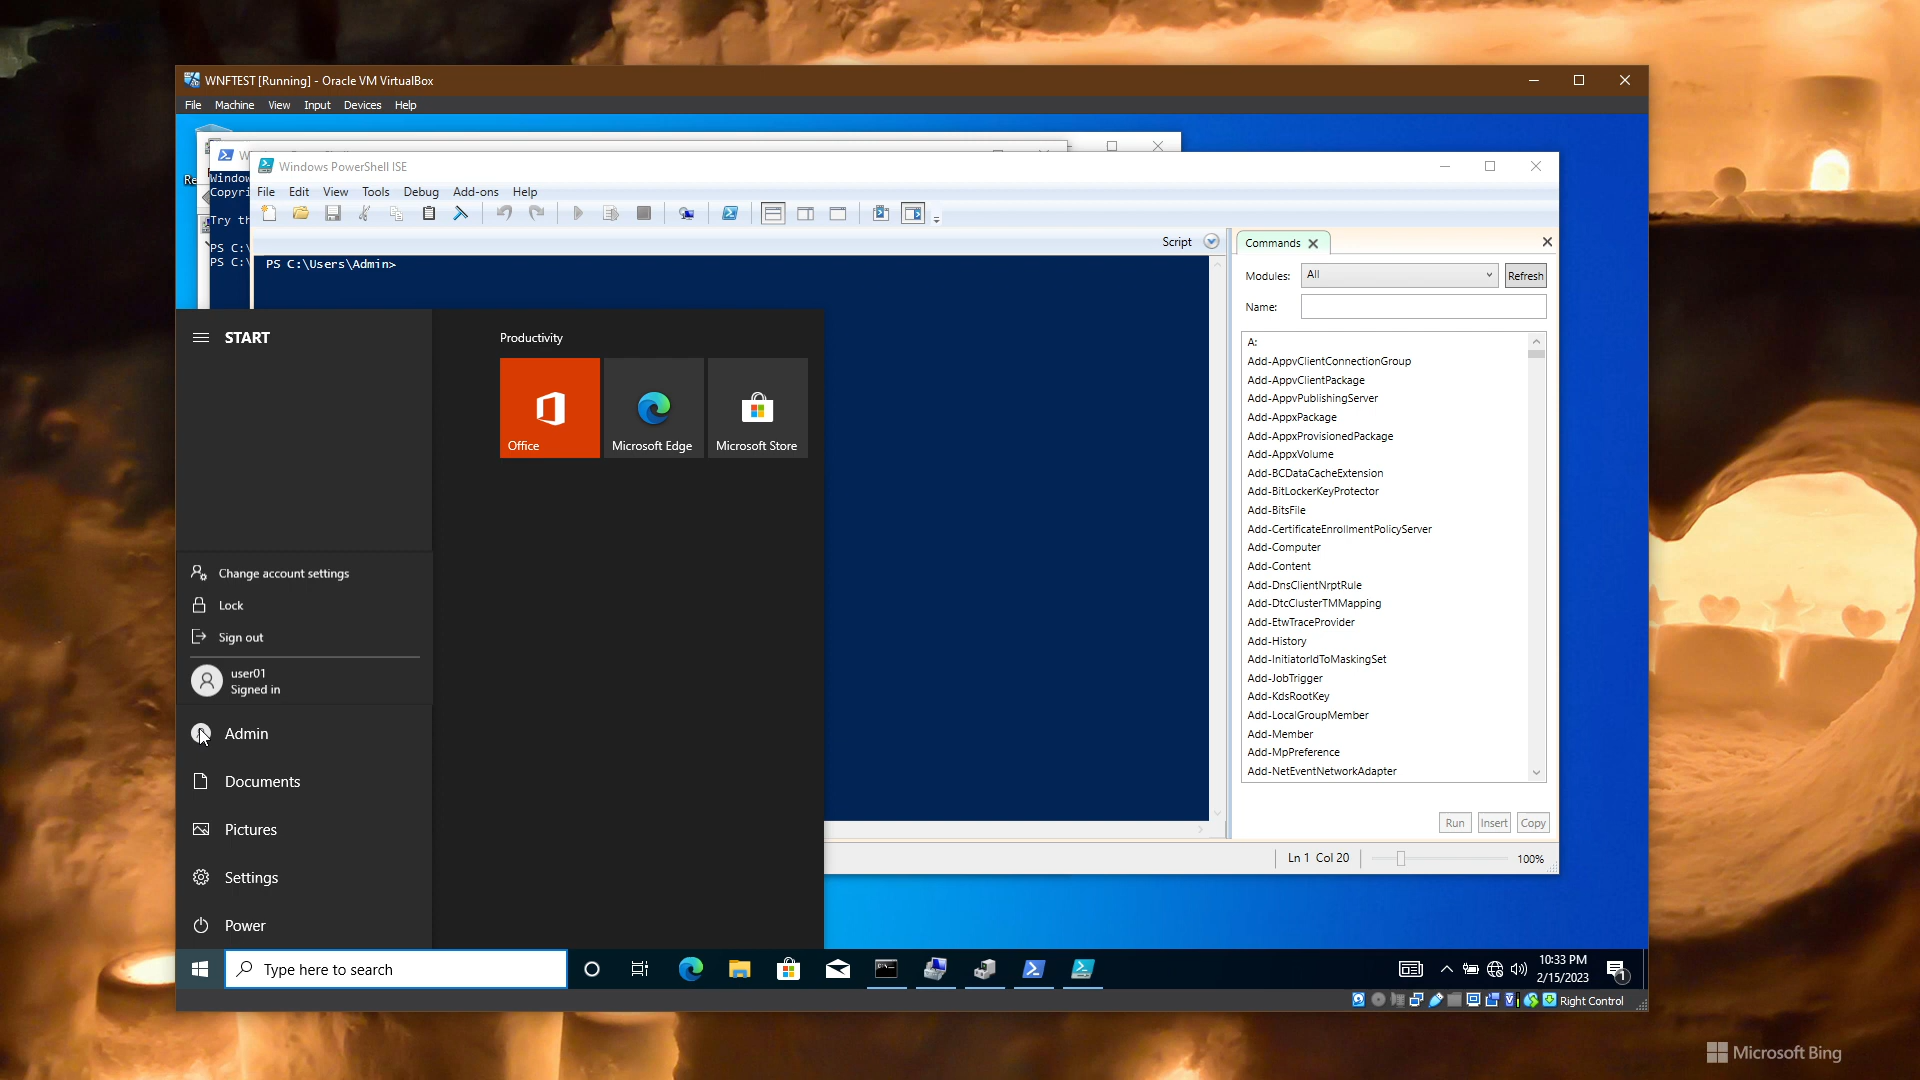 WNFTEST [Running] - Oracle VM VirtualBox
File Machine View Input Devices Help
Windows PowerShell ISE
Copyri
Try th
PS C:\
PS C:\
File Edit View Tools Debug Add-ons Help
Script
PS C:\Users\Admin>
Commands
Modules: All Refresh
Name:
A:
Add-AppvClientConnectionGroup
Add-AppvClientPackage
Add-AppvPublishingServer
Add-AppxPackage
Add-AppxProvisionedPackage
Add-AppxVolume
Add-BCDataCacheExtension
Add-BitLockerKeyProtector
Add-BitsFile
Add-CertificateEnrollmentPolicyServer
Add-Computer
Add-Content
Add-DnsClientNrptRule
Add-DtcClusterTMMapping
Add-EtwTraceProvider
Add-History
Add-InitiatorIdToMaskingSet
Add-JobTrigger
Add-KdsRootKey
Add-LocalGroupMember
Add-Member
Add-MpPreference
Add-NetEventNetworkAdapter
Run Insert Copy
Ln 1 Col 20
100%
START
Productivity
Office
Microsoft Edge
Microsoft Store
Change account settings
Lock
Sign out
user01
Signed in
Admin
Documents
Pictures
Settings
Power
Type here to search
10:33 PM
2/15/2023
1
Right Control
Microsoft Bing